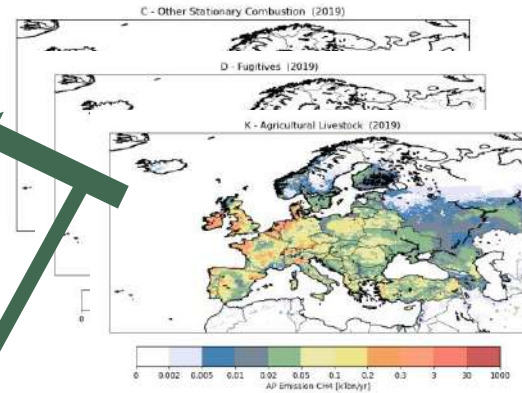 C - Other Stationary Combustion (2019)
D - Fugitives (2019)
K - Agricultural Livestock (2019)
0
0 0.002 0.005 0.01 0.02 0.05 0.1 0.2 0.3 3 30 1000
AP Emission CH4 [kTon/yr]